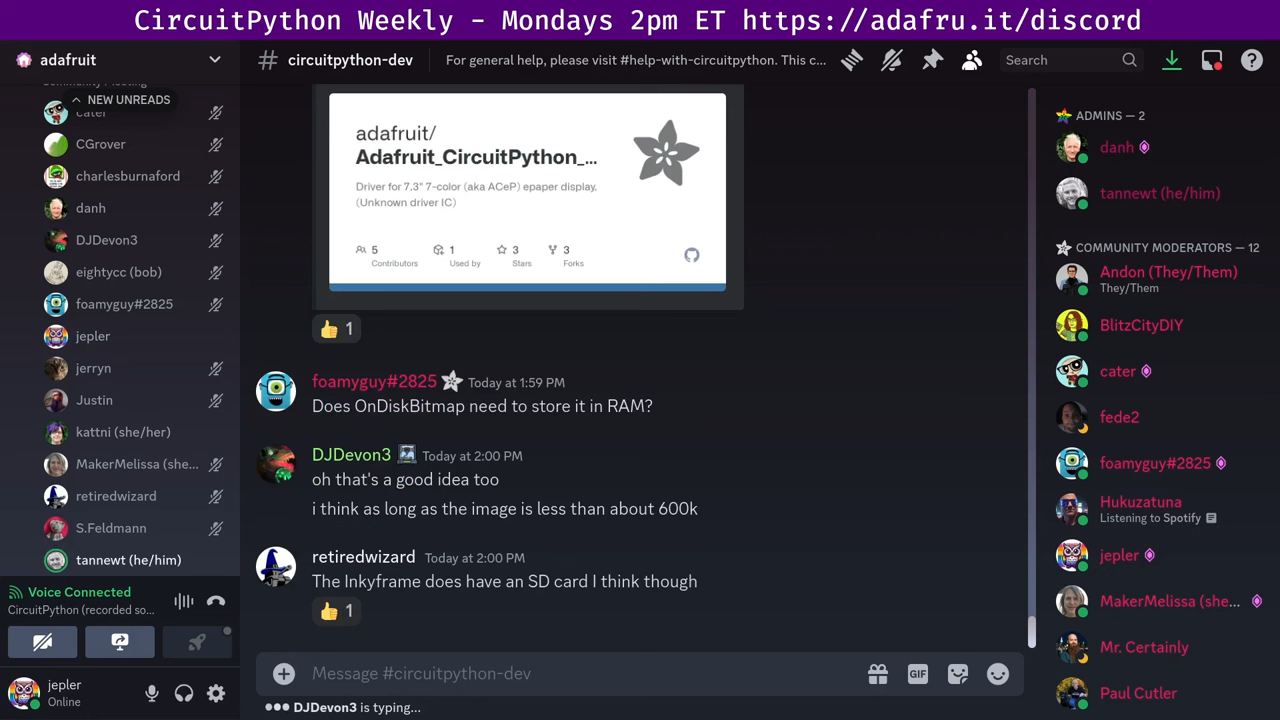 CircuitPython Weekly - Mondays 2pm ET https://adafru.it/discord
adafruit
NEW UNREADS
cater
CGrover
charlesburnaford
danh
DJDevon3
eightycc (bob)
foamyguy#2825
jepler
jerryn
Justin
kattni (she/her)
MakerMelissa (she...
retiredwizard
S.Feldmann
tannewt (he/him)
Voice Connected
CircuitPython (recorded so...
jepler
Online
circuitpython-dev
For general help, please visit #help-with-circuitpython. This c...
Search
adafruit/
Adafruit_CircuitPython_...
Driver for 7.3" 7-color (aka ACeP) epaper display.
(Unknown driver IC)
5 Contributors
1 Used by
3 Stars
3 Forks
1
foamyguy#2825 Today at 1:59 PM
Does OnDiskBitmap need to store it in RAM?
DJDevon3 Today at 2:00 PM
oh that's a good idea too
i think as long as the image is less than about 600k
retiredwizard Today at 2:00 PM
The Inkyframe does have an SD card I think though
1
Message #circuitpython-dev
GIF
DJDevon3 is typing...
ADMINS — 2
danh
tannewt (he/him)
COMMUNITY MODERATORS — 12
Andon (They/Them)
They/Them
BlitzCityDIY
cater
fede2
foamyguy#2825
Hukuzatuna
Listening to Spotify
jepler
MakerMelissa (she...
Mr. Certainly
Paul Cutler